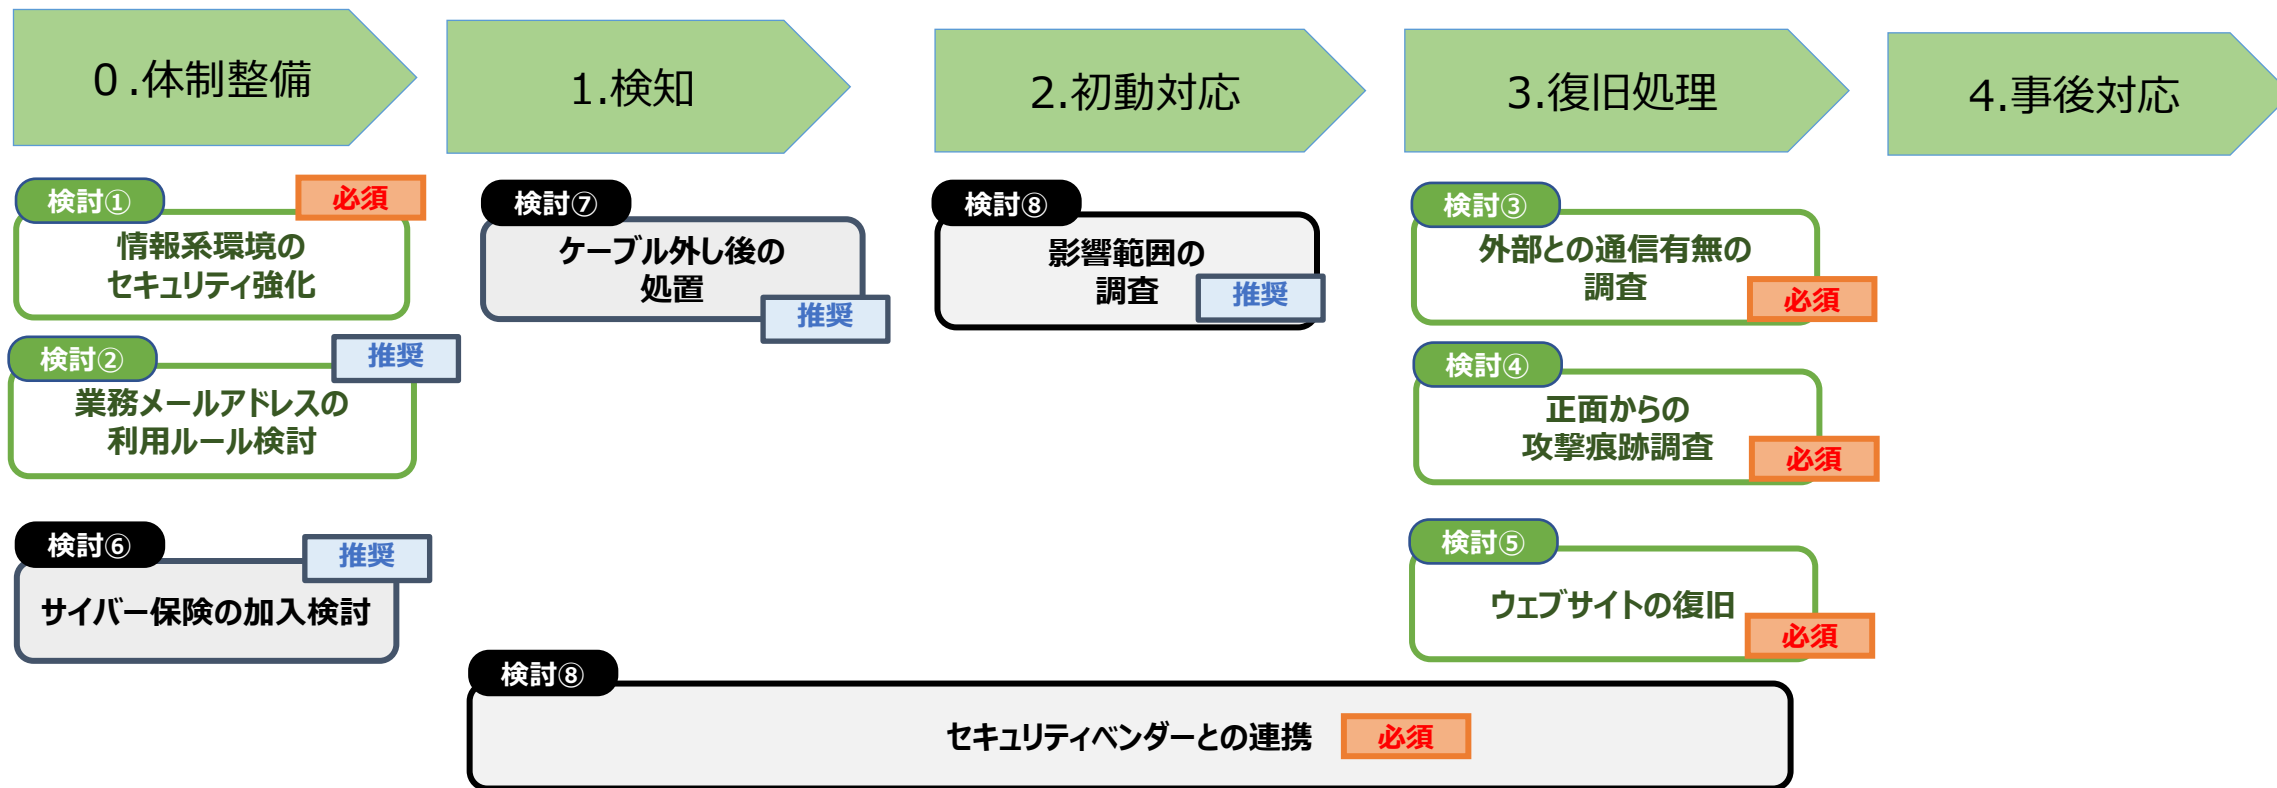 ０.体制整備
1.検知
2.初動対応
3.復旧処理
４.事後対応
検討①
必須
情報系環境の
セキュリティ強化
検討②
推奨
業務メールアドレスの
利用ルール検討
検討⑥
推奨
サイバー保険の加入検討
検討⑦
ケーブル外し後の
処置
推奨
検討⑧
影響範囲の
調査
推奨
検討③
外部との通信有無の
調査
必須
検討④
正面からの
攻撃痕跡調査
必須
検討⑤
ウェブサイトの復旧
必須
検討⑧
セキュリティベンダーとの連携
必須